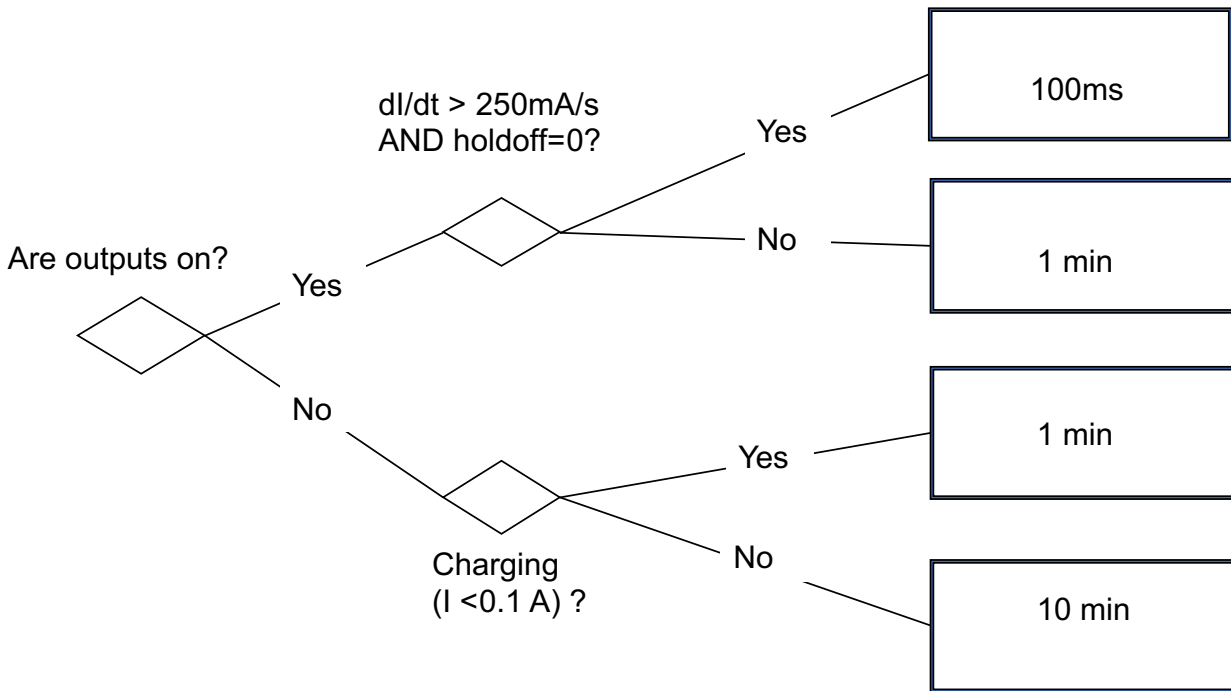 dI/dt > 250mA/s
AND holdoff=0?
100ms
Yes
No
1 min
Are outputs on?
Yes
No
1 min
Yes
No
Charging
(I <0.1 A) ?
10 min